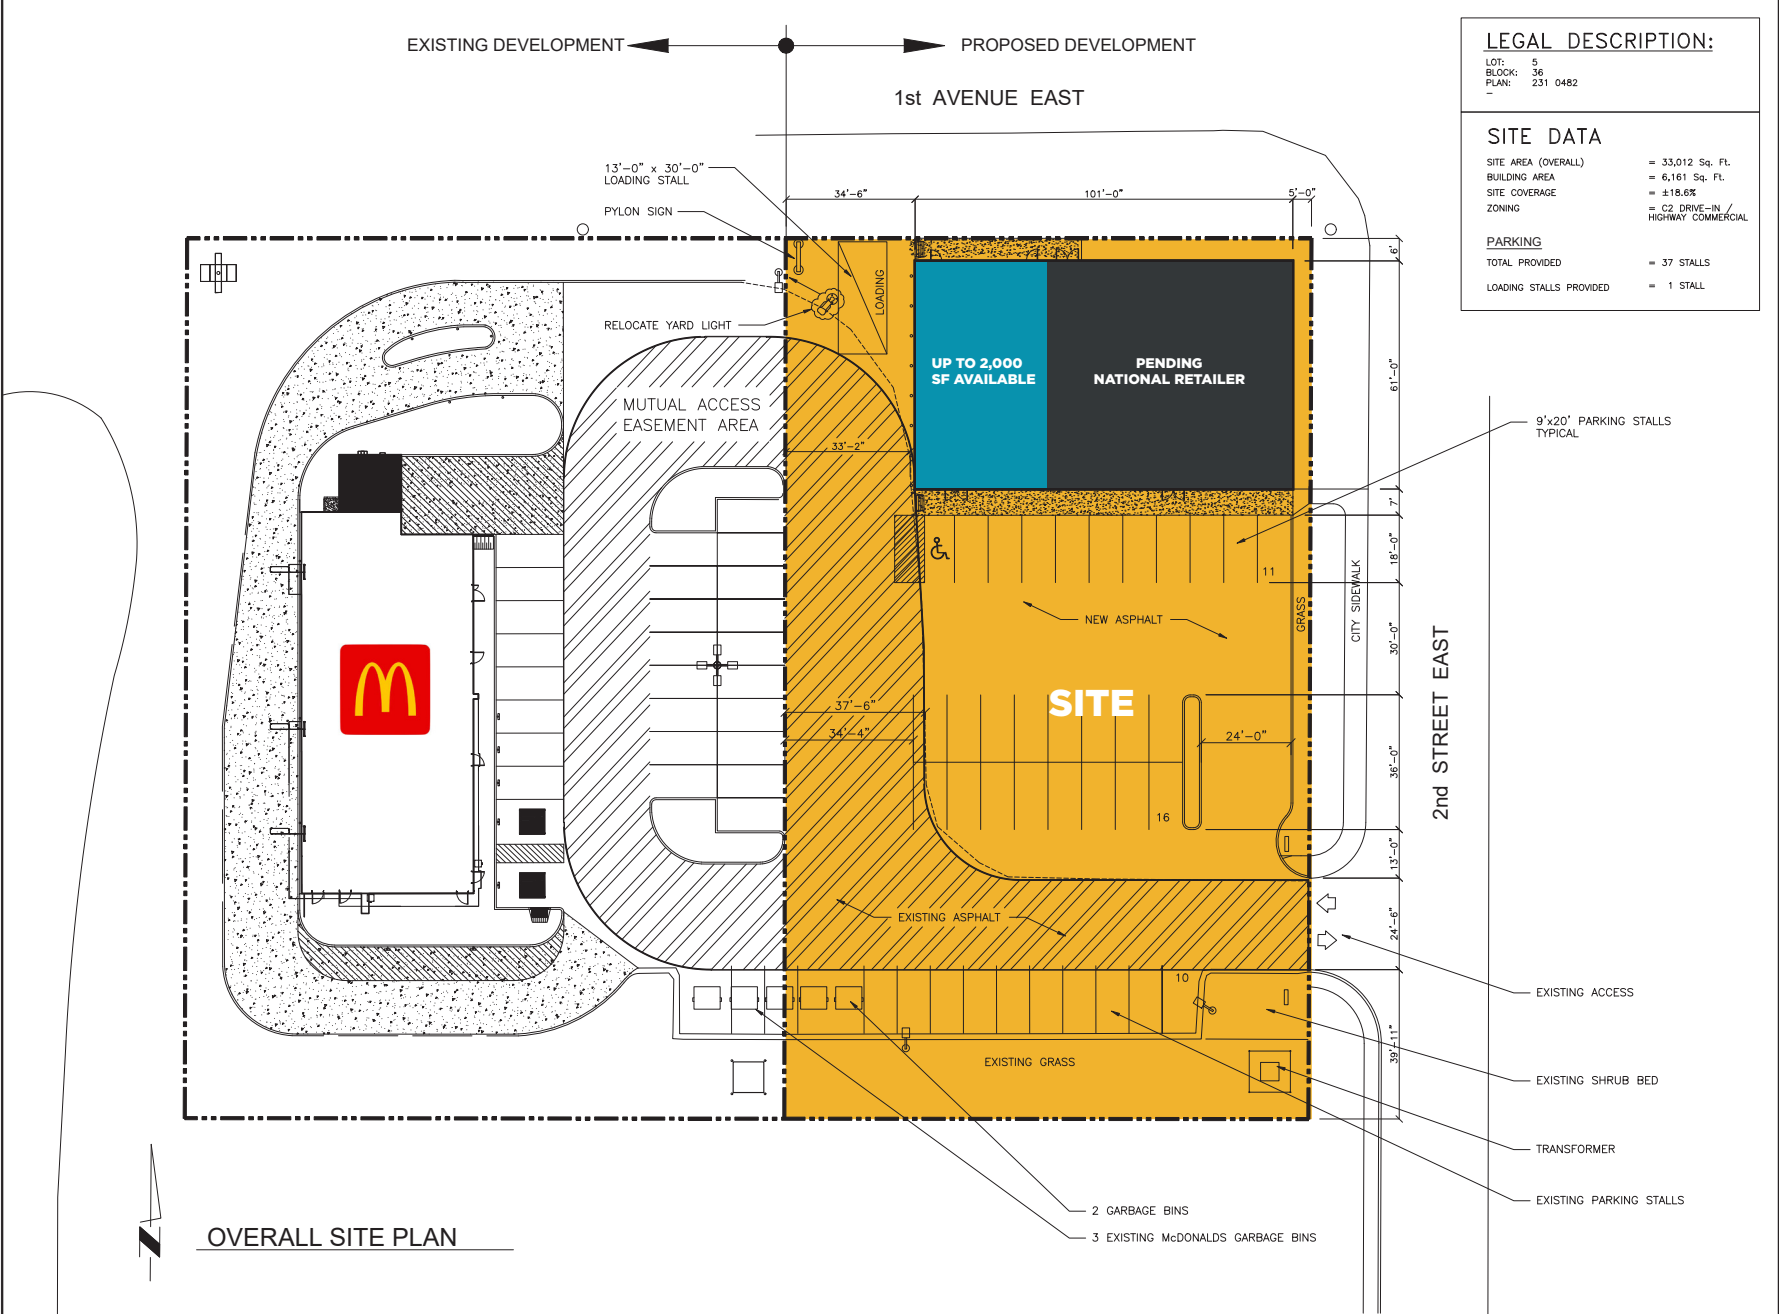 EXISTING DEVELOPMENT
PROPOSED DEVELOPMENT
1st AVENUE EAST
LEGAL DESCRIPTION:
LOT: 5
BLOCK: 36
PLAN: 231 0482
–
SITE DATA
SITE AREA (OVERALL) = 33,012 Sq. Ft.
BUILDING AREA = 6,161 Sq. Ft.
SITE COVERAGE = ±18.6%
ZONING = C2 DRIVE-IN /
HIGHWAY COMMERCIAL
PARKING
TOTAL PROVIDED = 37 STALLS
LOADING STALLS PROVIDED = 1 STALL
13'-0" x 30'-0"
LOADING STALL
PYLON SIGN
RELOCATE YARD LIGHT
34'-6"
101'-0"
5'-0"
6'
LOADING
UP TO 2,000
SF AVAILABLE
PENDING
NATIONAL RETAILER
61'-0"
MUTUAL ACCESS
EASEMENT AREA
33'-2"
9'x20' PARKING STALLS
TYPICAL
7'
18'-0"
11
NEW ASPHALT
GRASS
CITY SIDEWALK
30'-0"
2nd STREET EAST
SITE
37'-6"
34'-4"
24'-0"
36'-0"
16
13'-0"
EXISTING ASPHALT
24'-6"
10
EXISTING ACCESS
EXISTING GRASS
39'-11"
EXISTING SHRUB BED
TRANSFORMER
EXISTING PARKING STALLS
2 GARBAGE BINS
3 EXISTING McDONALDS GARBAGE BINS
N
OVERALL SITE PLAN